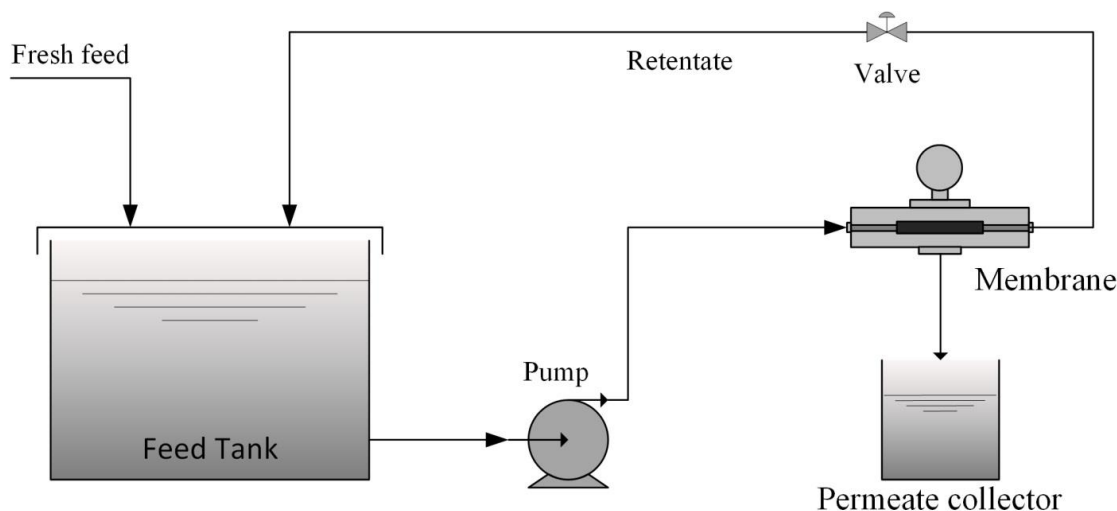 Fresh feed
Retentate
Valve
Membrane
Pump
Feed Tank
Permeate collector